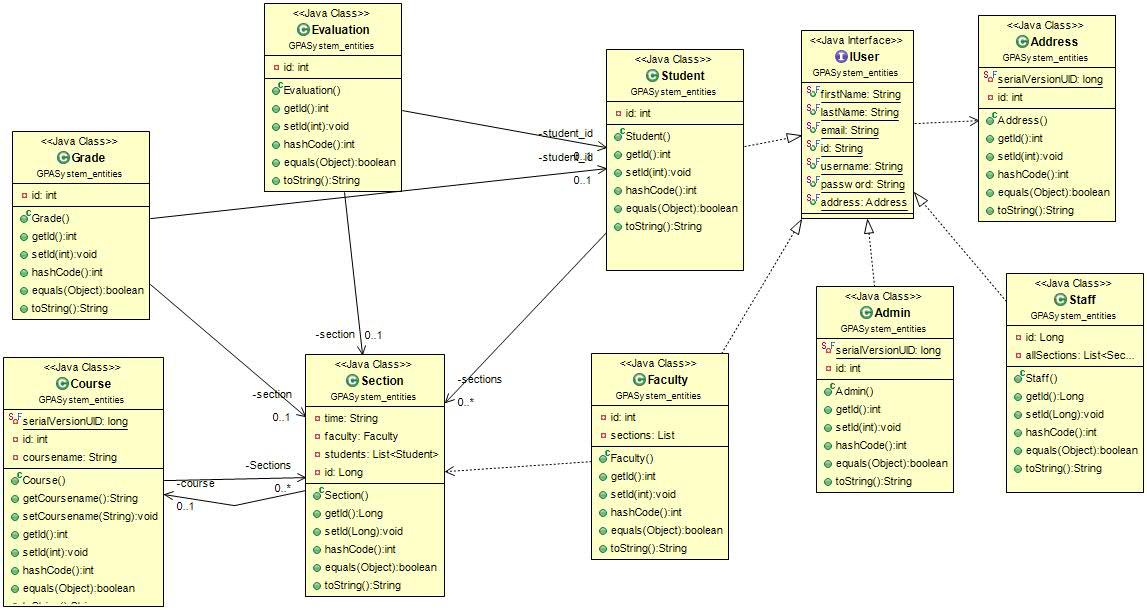 <<Java Class>>
Evaluation
GPASystem_entities
id: int
Evaluation()
getId():int
setId(int):void
hashCode():int
equals(Object):boolean
toString():String
<<Java Class>>
Student
GPASystem_entities
id: int
Student()
getId():int
setId(int):void
hashCode():int
equals(Object):boolean
toString():String
<<Java Interface>>
IUser
GPASystem_entities
firstName: String
lastName: String
email: String
id: String
username: String
password: String
address: Address
<<Java Class>>
Address
GPASystem_entities
serialVersionUID: long
id: int
Address()
getId():int
setId(int):void
hashCode():int
equals(Object):boolean
toString():String
<<Java Class>>
Grade
GPASystem_entities
id: int
Grade()
getId():int
setId(int):void
hashCode():int
equals(Object):boolean
toString():String
-student_id
-student_id
0..1
-section
0..1
-section
0..1
-sections
0..*
<<Java Class>>
Course
GPASystem_entities
serialVersionUID: long
id: int
coursename: String
Course()
getCoursename():String
setCoursename(String):void
getId():int
setId(int):void
hashCode():int
equals(Object):boolean
-Sections
0..*
-course
0..1
<<Java Class>>
Section
GPASystem_entities
time: String
faculty: Faculty
students: List<Student>
id: Long
Section()
getId():Long
setId(Long):void
hashCode():int
equals(Object):boolean
toString():String
<<Java Class>>
Faculty
GPASystem_entities
id: int
sections: List
Faculty()
getId():int
setId(int):void
hashCode():int
equals(Object):boolean
toString():String
<<Java Class>>
Admin
GPASystem_entities
serialVersionUID: long
id: int
Admin()
getId():int
setId(int):void
hashCode():int
equals(Object):boolean
toString():String
<<Java Class>>
Staff
GPASystem_entities
id: Long
allSections: List<Sec...
Staff()
getId():Long
setId(Long):void
hashCode():int
equals(Object):boolean
toString():String